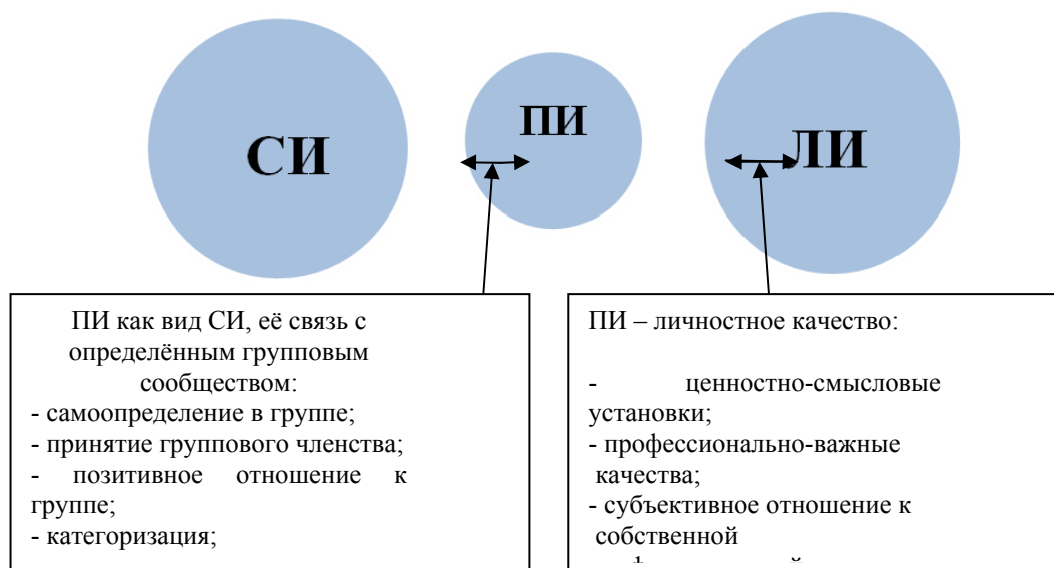 СИ
ПИ
ЛИ
ПИ как вид СИ, её связь с
определённым групповым
сообществом:
- самоопределение в группе;
- принятие группового членства;
- позитивное отношение к
группе;
- категоризация;
ПИ – личностное качество:
- ценностно-смысловые
установки;
- профессионально-важные
качества;
- субъективное отношение к
собственной